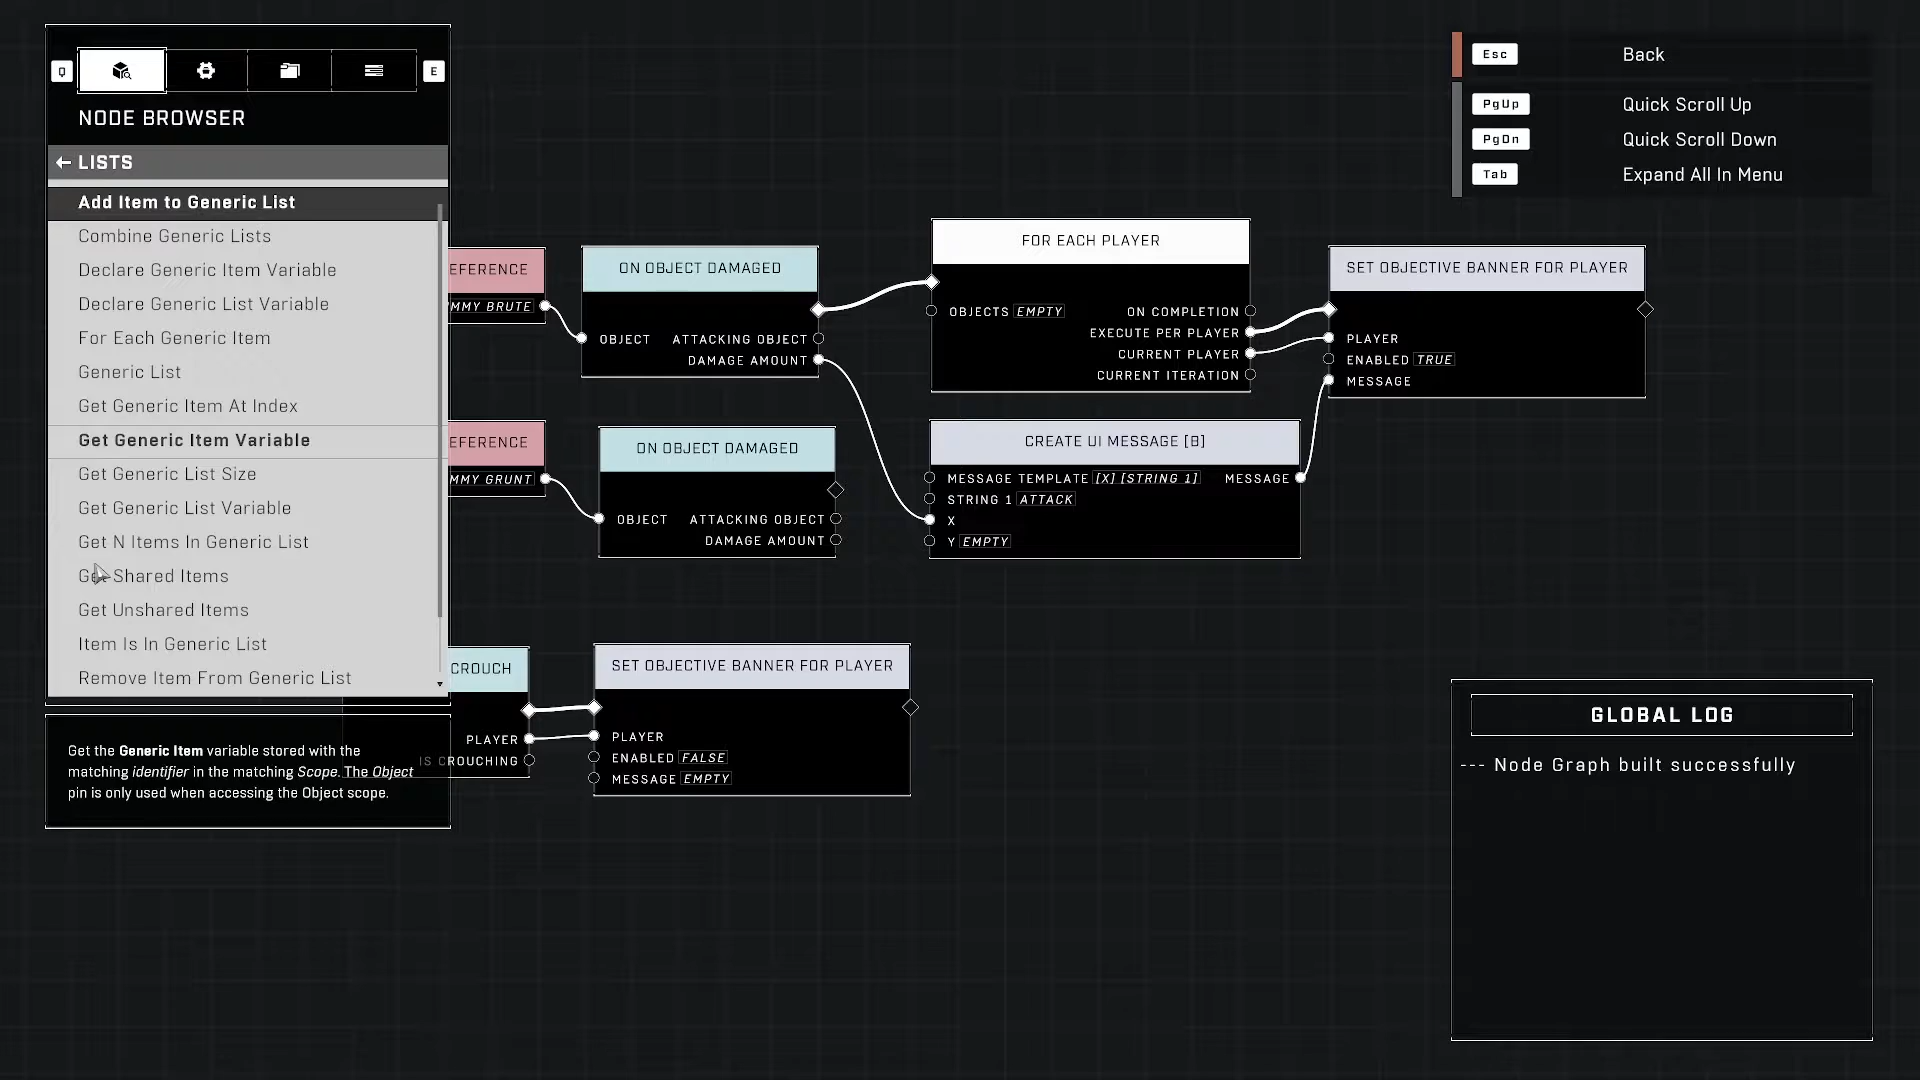 Q
E
NODE BROWSER
LISTS
Add Item to Generic List
Combine Generic Lists
Declare Generic Item Variable
Declare Generic List Variable
For Each Generic Item
Generic List
Get Generic Item At Index
Get Generic Item Variable
Get Generic List Size
Get Generic List Variable
Get N Items In Generic List
Get Shared Items
Get Unshared Items
Item Is In Generic List
Remove Item From Generic List
Get the Generic Item variable stored with the
matching identifier in the matching Scope. The Object
pin is only used when accessing the Object scope.
EFERENCE
MMY BRUTE
ON OBJECT DAMAGED
OBJECT
ATTACKING OBJECT
DAMAGE AMOUNT
FOR EACH PLAYER
OBJECTS EMPTY
ON COMPLETION
EXECUTE PER PLAYER
CURRENT PLAYER
CURRENT ITERATION
SET OBJECTIVE BANNER FOR PLAYER
PLAYER
ENABLED TRUE
MESSAGE
EFERENCE
MMY GRUNT
ON OBJECT DAMAGED
OBJECT
ATTACKING OBJECT
DAMAGE AMOUNT
CREATE UI MESSAGE [B]
MESSAGE TEMPLATE [X] [STRING 1]
MESSAGE
STRING 1 ATTACK
X
Y EMPTY
CROUCH
PLAYER
IS CROUCHING
SET OBJECTIVE BANNER FOR PLAYER
PLAYER
ENABLED FALSE
MESSAGE EMPTY
Esc Back
PgUp Quick Scroll Up
PgDn Quick Scroll Down
Tab Expand All In Menu
GLOBAL LOG
--- Node Graph built successfully